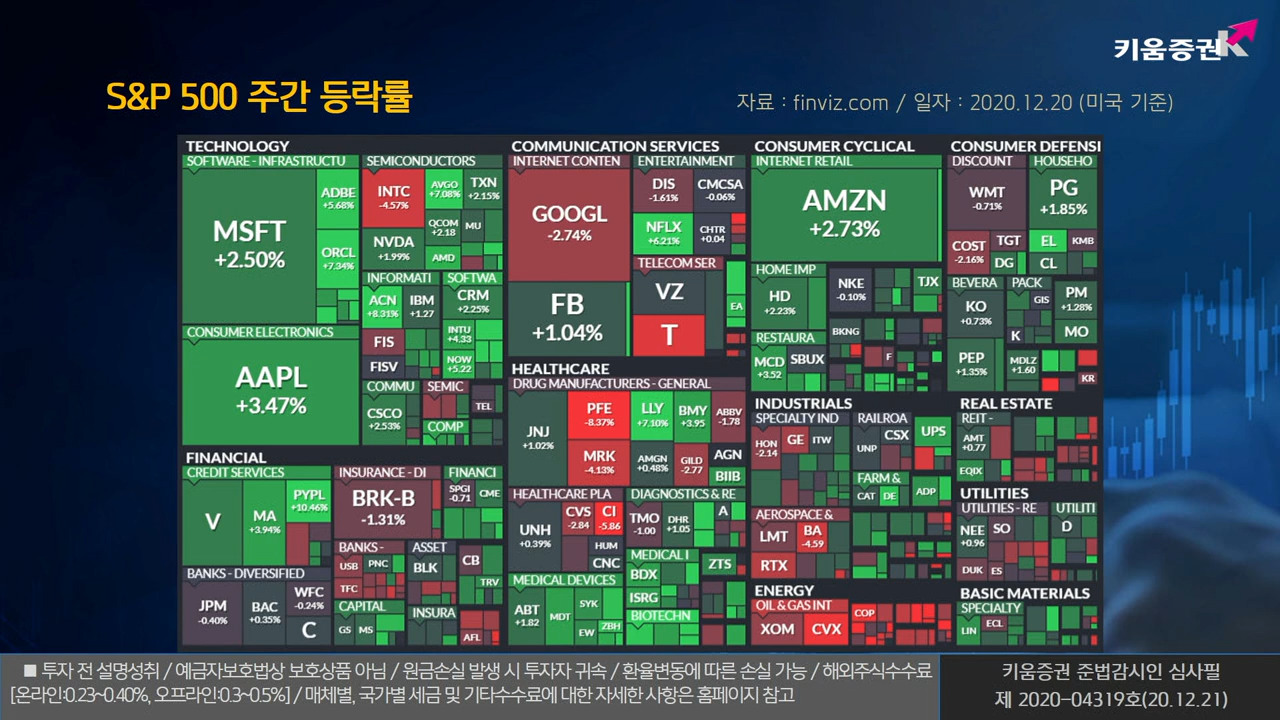 키움증권
S&P 500 주간 등락률
자료 : finviz.com / 일자 : 2020.12.20 (미국 기준)
TECHNOLOGY
SOFTWARE - INFRASTRUCTU
MSFT
+2.50%
ADBE
+5.68%
ORCL
+7.34%
SEMICONDUCTORS
INTC
-4.57%
AVGO
+7.08%
TXN
+2.15%
QCOM
+2.18
MU
NVDA
+1.99%
AMD
INFORMATI
ACN
+8.31%
IBM
+1.27
FIS
FISV
SOFTWA
CRM
+2.25%
INTU
+4.33
NOW
+5.22
CONSUMER ELECTRONICS
AAPL
+3.47%
COMMU
CSCO
+2.53%
SEMIC
TEL
COMP
COMMUNICATION SERVICES
INTERNET CONTEN
GOOGL
-2.74%
FB
+1.04%
ENTERTAINMENT
DIS
-1.61%
CMCSA
-0.06%
NFLX
+6.21%
CHTR
+0.04
TELECOM SER
VZ
T
EA
CONSUMER CYCLICAL
INTERNET RETAIL
AMZN
+2.73%
HOME IMP
HD
+2.23%
NKE
-0.10%
TJX
RESTAURA
MCD
+3.52
SBUX
BKNG
F
CONSUMER DEFENSI
DISCOUNT
WMT
-0.71%
COST
-2.16%
TGT
DG
HOUSEHO
PG
+1.85%
EL
KMB
CL
BEVERA
KO
+0.73%
PEP
+1.35%
PACK
GIS
K
MDLZ
+1.60
PM
+1.28%
MO
KR
FINANCIAL
CREDIT SERVICES
V
MA
+3.94%
PYPL
+10.46%
INSURANCE - DI
BRK-B
-1.31%
FINANCI
SPGI
-0.71
CME
BANKS -
USB
PNC
TFC
ASSET
BLK
CB
TRV
BANKS - DIVERSIFIED
JPM
-0.40%
BAC
+0.35%
WFC
-0.24%
C
CAPITAL
GS
MS
INSURA
AFL
HEALTHCARE
DRUG MANUFACTURERS - GENERAL
JNJ
+1.02%
PFE
-8.37%
LLY
+7.10%
BMY
+3.95
ABBV
-1.78
MRK
-4.13%
AMGN
+0.48%
GILD
-2.77
AGN
BIIB
HEALTHCARE PLA
UNH
+0.39%
CVS
-2.84
CI
-5.86
HUM
CNC
DIAGNOSTICS & RE
TMO
-1.00
DHR
+1.05
A
MEDICAL I
BDX
ISRG
ZTS
MEDICAL DEVICES
ABT
+1.82
MDT
SYK
EW
ZBH
BIOTECHN
INDUSTRIALS
SPECIALTY IND
HON
-2.14
GE
ITW
RAILROA
UNP
CSX
UPS
FARM &
CAT
DE
ADP
AEROSPACE &
LMT
BA
-4.59
RTX
ENERGY
OIL & GAS INT
XOM
CVX
COP
REAL ESTATE
REIT -
AMT
+0.77
EQIX
UTILITIES
UTILITIES - RE
NEE
+0.96
SO
DUK
ES
UTILITI
D
BASIC MATERIALS
SPECIALTY
LIN
ECL
■ 투자 전 설명성취 / 예금자보호법상 보호상품 아님 / 원금손실 발생 시 투자자 귀속 / 환율변동에 따른 손실 가능 / 해외주식수수료
[온라인:0.23~0.40%, 오프라인:0.3~0.5%] / 매체별, 국가별 세금 및 기타수수료에 대한 자세한 사항은 홈페이지 참고
키움증권 준법감시인 심사필
제 2020-04319호(20.12.21)